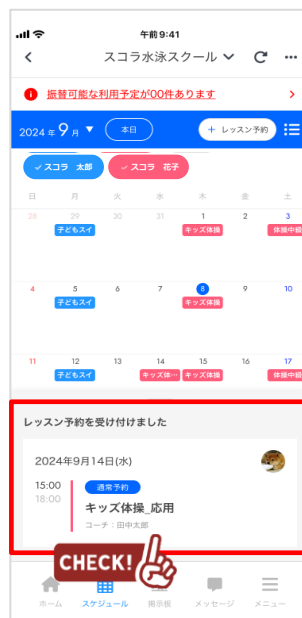 午前9:41
スコラ水泳スクール
振替可能な利用予定が00件あります
2024年 9月 ▼ 本日 + レッスン予約
✓ スコラ 太郎 ✓ スコラ 花子
日 月 火 水 木 金 土
28 29 30 31 1 2 3
子どもスイ キッズ体操 体操中級
4 5 6 7 8 9 10
子どもスイ キッズ体操
11 12 13 14 15 16 17
子どもスイ キッズ体… キッズ体操 体操中級
レッスン予約を受け付けました
2024年9月14日(水)
15:00 通常予約
18:00
キッズ体操_応用
コーチ：田中太郎
CHECK!
ホーム スケジュール 掲示板 メッセージ メニュー